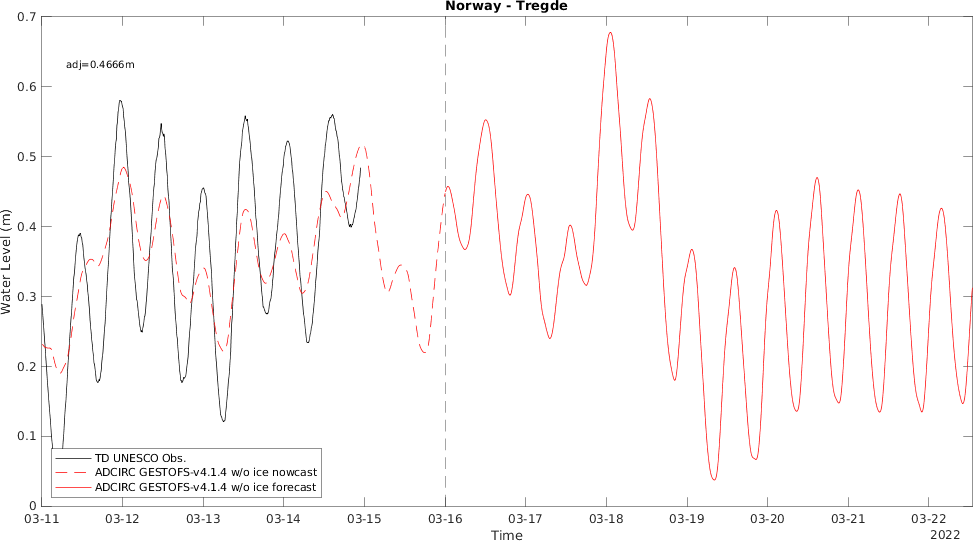 Norway - Tregde
0.7
0.6
0.5
0.4
0.3
0.2
0.1
0
Water Level (m)
adj=0.4666m
TD UNESCO Obs.
ADCIRC GESTOFS-v4.1.4 w/o ice nowcast
ADCIRC GESTOFS-v4.1.4 w/o ice forecast
03-11 03-12 03-13 03-14 03-15 03-16 03-17 03-18 03-19 03-20 03-21 03-22
Time
2022